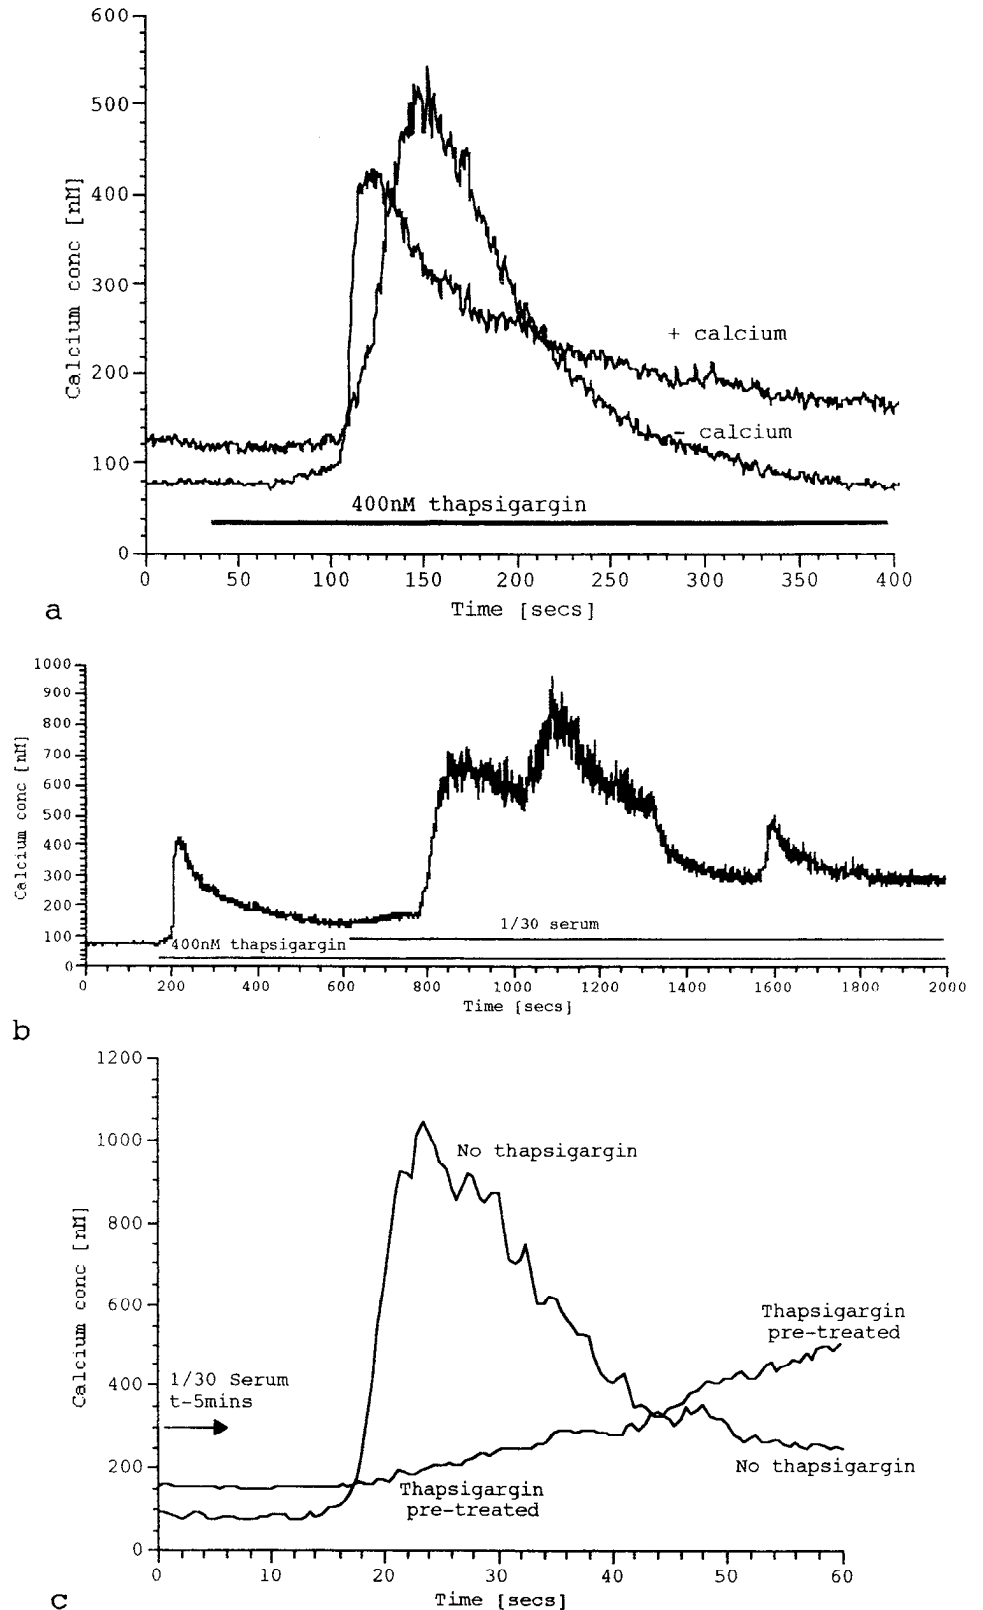 a
600
500
400
300
200
100
0
Calcium conc [nM]
+ calcium
- calcium
400nM thapsigargin
0 50 100 150 200 250 300 350 400
Time [secs]
a
1000
900
800
700
600
500
400
300
200
100
0
Calcium conc [nM]
1/30 serum
400nM thapsigargin
0 200 400 600 800 1000 1200 1400 1600 1800 2000
Time [secs]
b
1200
1000
800
600
400
200
0
Calcium conc [nM]
No thapsigargin
Thapsigargin
pre-treated
1/30 Serum
t-5mins
No thapsigargin
Thapsigargin
pre-treated
0 10 20 30 40 50 60
Time [secs]
c